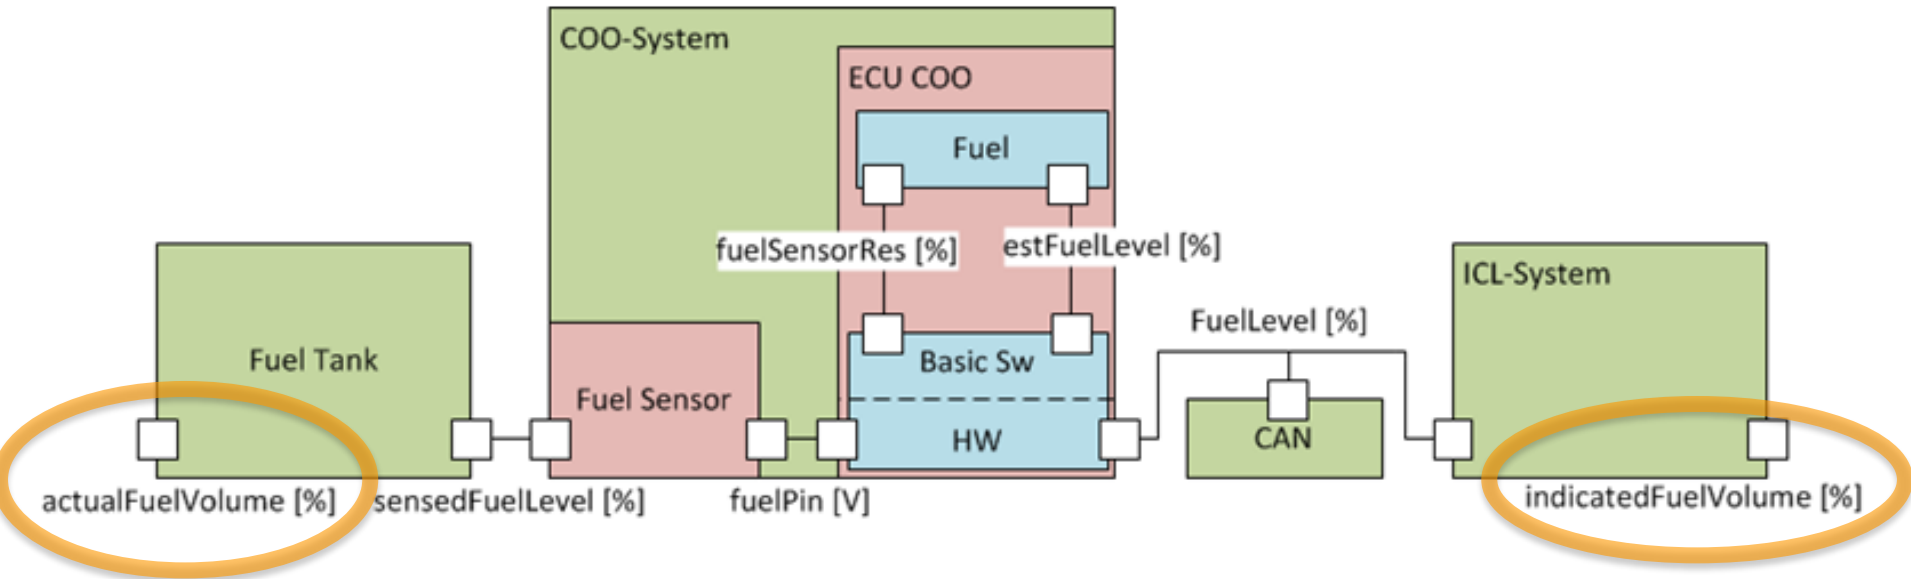 COO-System
ECU COO
Fuel
fuelSensorRes [%]
estFuelLevel [%]
ICL-System
FuelLevel [%]
Fuel Tank
Basic Sw
Fuel Sensor
HW
CAN
actualFuelVolume [%]
sensedFuelLevel [%]
fuelPin [V]
indicatedFuelVolume [%]